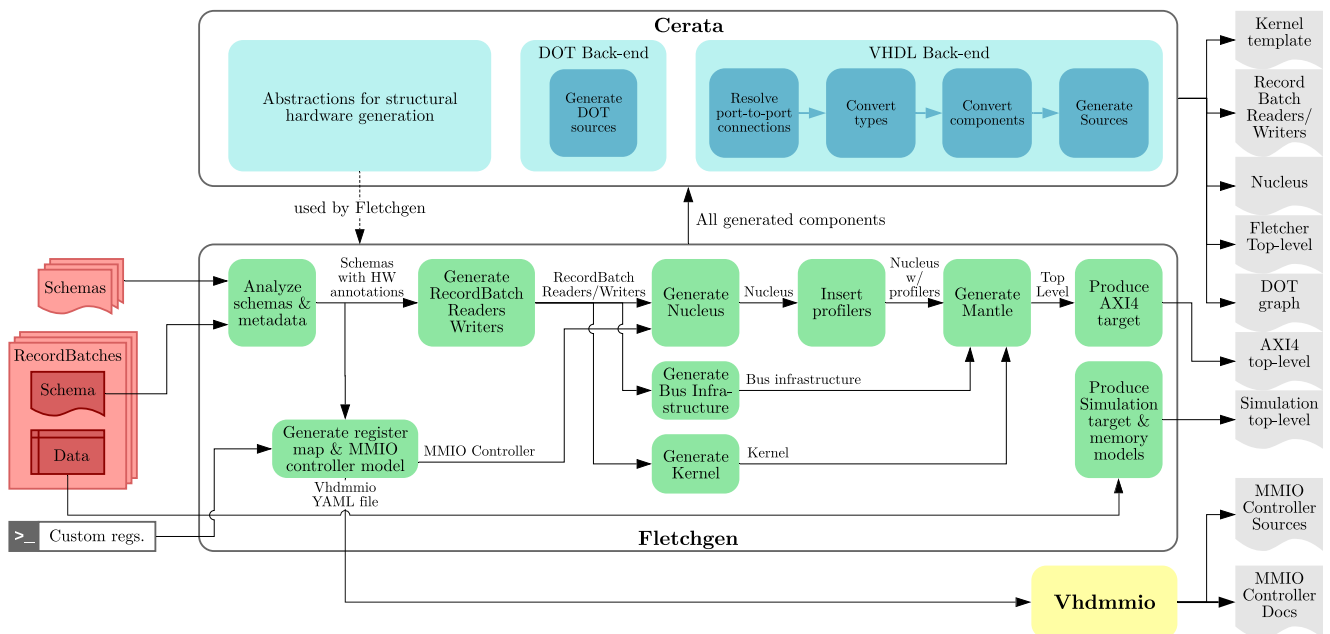 Cerata
Abstractions for structural
hardware generation
DOT Back-end
Generate
DOT
sources
VHDL Back-end
Resolve
port-to-port
connections
Convert
types
Convert
components
Generate
Sources
used by Fletchgen
All generated components
Schemas
RecordBatches
Schema
Data
>_ Custom regs.
Analyze
schemas &
metadata
Schemas
with HW
annotations
Generate
RecordBatch
Readers
Writers
RecordBatch
Readers/Writers
Generate
Nucleus
Nucleus
Insert
profilers
Nucleus
w/
profilers
Generate
Mantle
Top
Level
Produce
AXI4
target
Generate
Bus Infra-
structure
Bus infrastructure
Produce
Simulation
target &
memory
models
Generate register
map & MMIO
controller model
MMIO Controller
Generate
Kernel
Kernel
Vhdmmio
YAML file
Fletchgen
Vhdmmio
Kernel
template
Record
Batch
Readers/
Writers
Nucleus
Fletcher
Top-level
DOT
graph
AXI4
top-level
Simulation
top-level
MMIO
Controller
Sources
MMIO
Controller
Docs